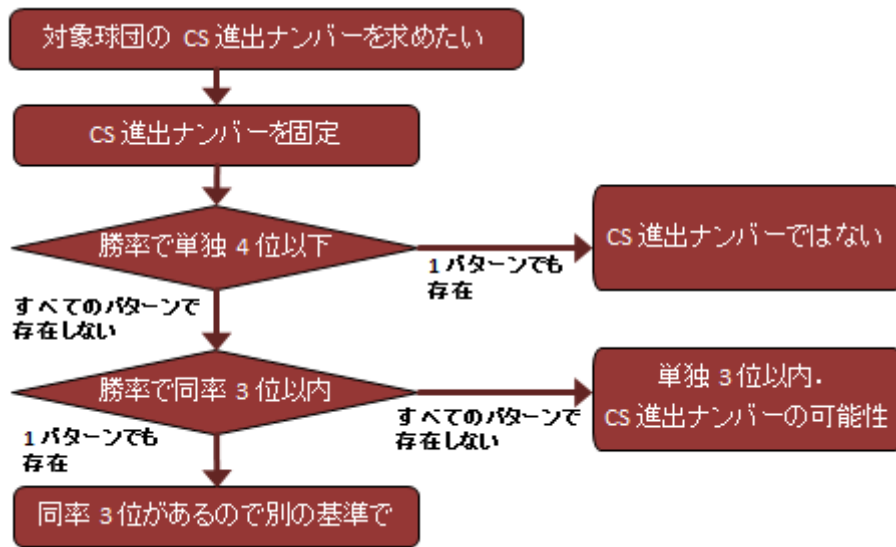 対象球団の CS 進出ナンバーを求めたい
CS 進出ナンバーを固定
勝率で単独 4 位以下
1 パターンでも
存在
CS 進出ナンバーではない
すべてのパターンで
存在しない
勝率で同率 3 位以内
すべてのパターンで
存在しない
単独 3 位以内.
CS 進出ナンバーの可能性
1 パターンでも
存在
同率 3 位があるので別の基準で